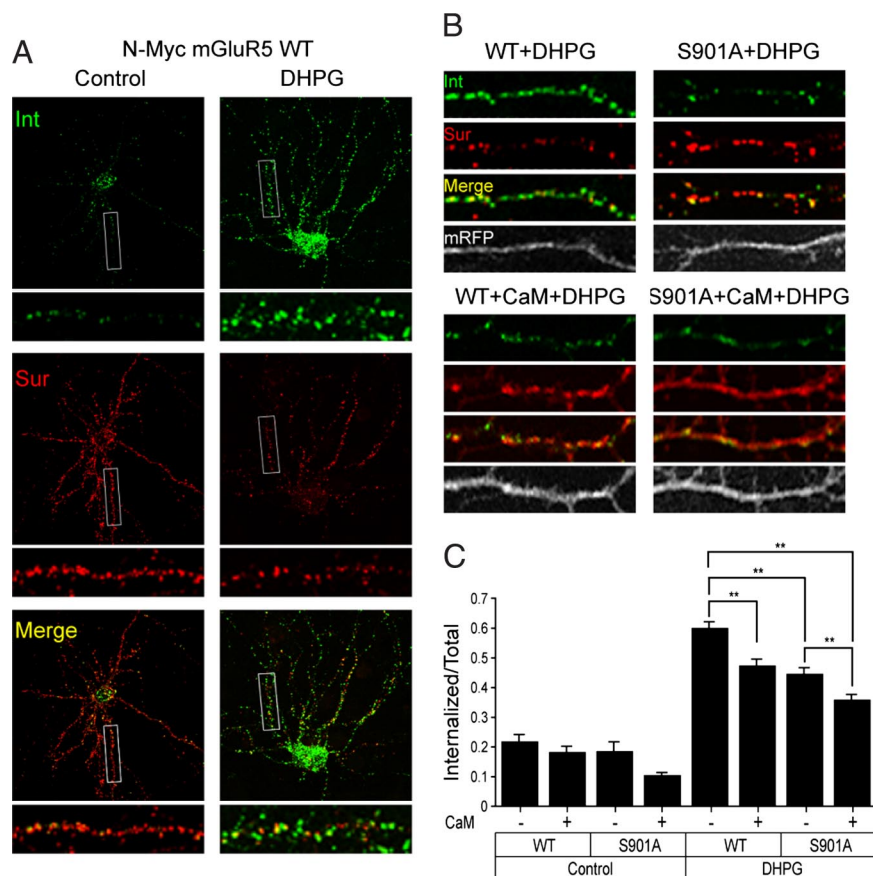 A
N-Myc mGluR5 WT
Control DHPG
Int
Sur
Merge
B
WT+DHPG S901A+DHPG
Int
Sur
Merge
mRFP
WT+CaM+DHPG S901A+CaM+DHPG
C
**
**
** **
Internalized/Total
0.7
0.6
0.5
0.4
0.3
0.2
0.1
0
CaM - + - + - + - +
WT S901A WT S901A
Control DHPG